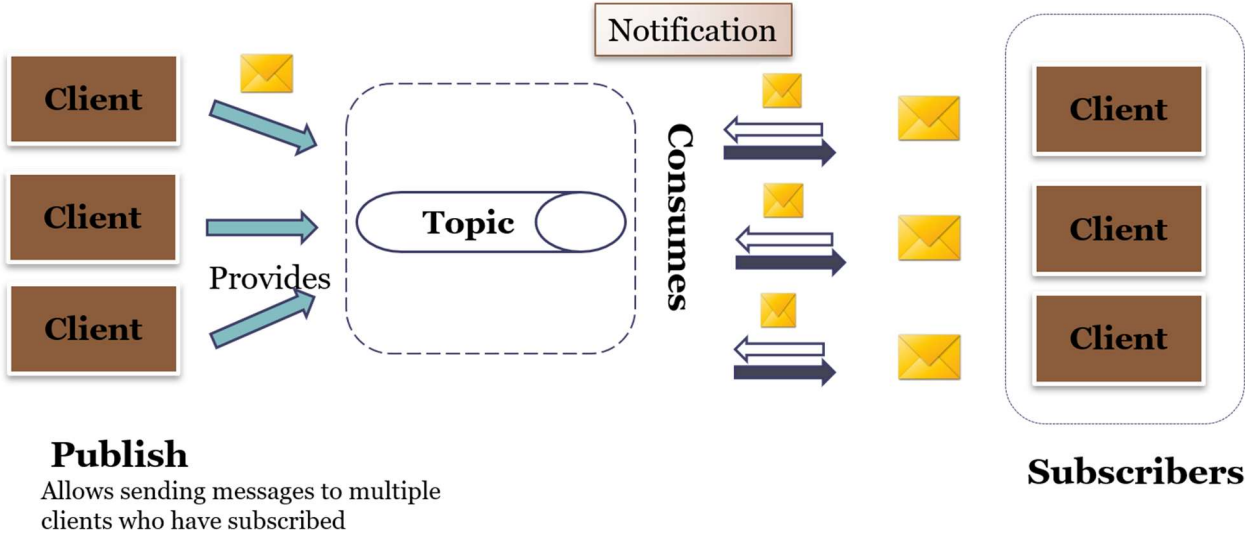 Notification
Client
Client
Client
Provides
Topic
Consumes
Client
Client
Client
Publish
Allows sending messages to multiple
clients who have subscribed
Subscribers